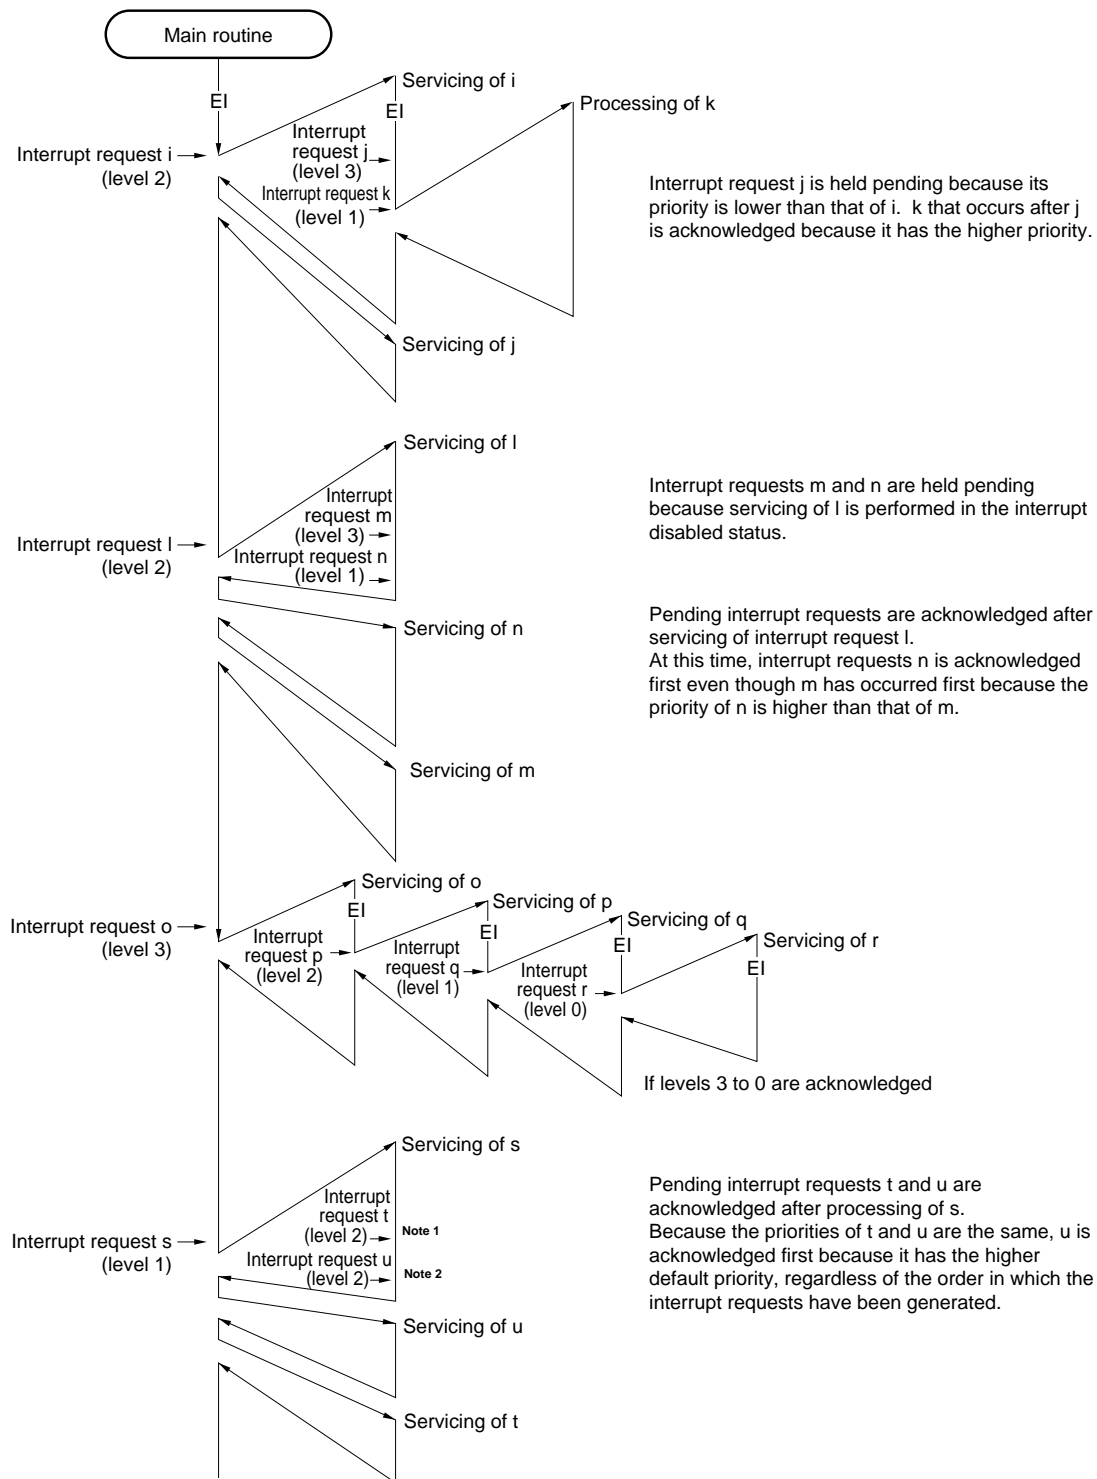 Main routine
EI
Servicing of i
EI
Processing of k
Interrupt request i
(level 2)
Interrupt
request j
(level 3)
Interrupt request k
(level 1)
Interrupt request j is held pending because its
priority is lower than that of i.  k that occurs after j
is acknowledged because it has the higher priority.
Servicing of j
Servicing of l
Interrupt request l
(level 2)
Interrupt
request m
(level 3)
Interrupt request n
(level 1)
Interrupt requests m and n are held pending
because servicing of l is performed in the interrupt
disabled status.
Servicing of n
Pending interrupt requests are acknowledged after
servicing of interrupt request l.
At this time, interrupt requests n is acknowledged
first even though m has occurred first because the
priority of n is higher than that of m.
Servicing of m
Interrupt request o
(level 3)
Servicing of o
EI
Interrupt
request p
(level 2)
Servicing of p
EI
Interrupt
request q
(level 1)
Servicing of q
EI
Interrupt
request r
(level 0)
Servicing of r
EI
If levels 3 to 0 are acknowledged
Servicing of s
Interrupt request s
(level 1)
Interrupt
request t
(level 2)
Note 1
Interrupt request u
(level 2)
Note 2
Pending interrupt requests t and u are
acknowledged after processing of s.
Because the priorities of t and u are the same, u is
acknowledged first because it has the higher
default priority, regardless of the order in which the
interrupt requests have been generated.
Servicing of u
Servicing of t